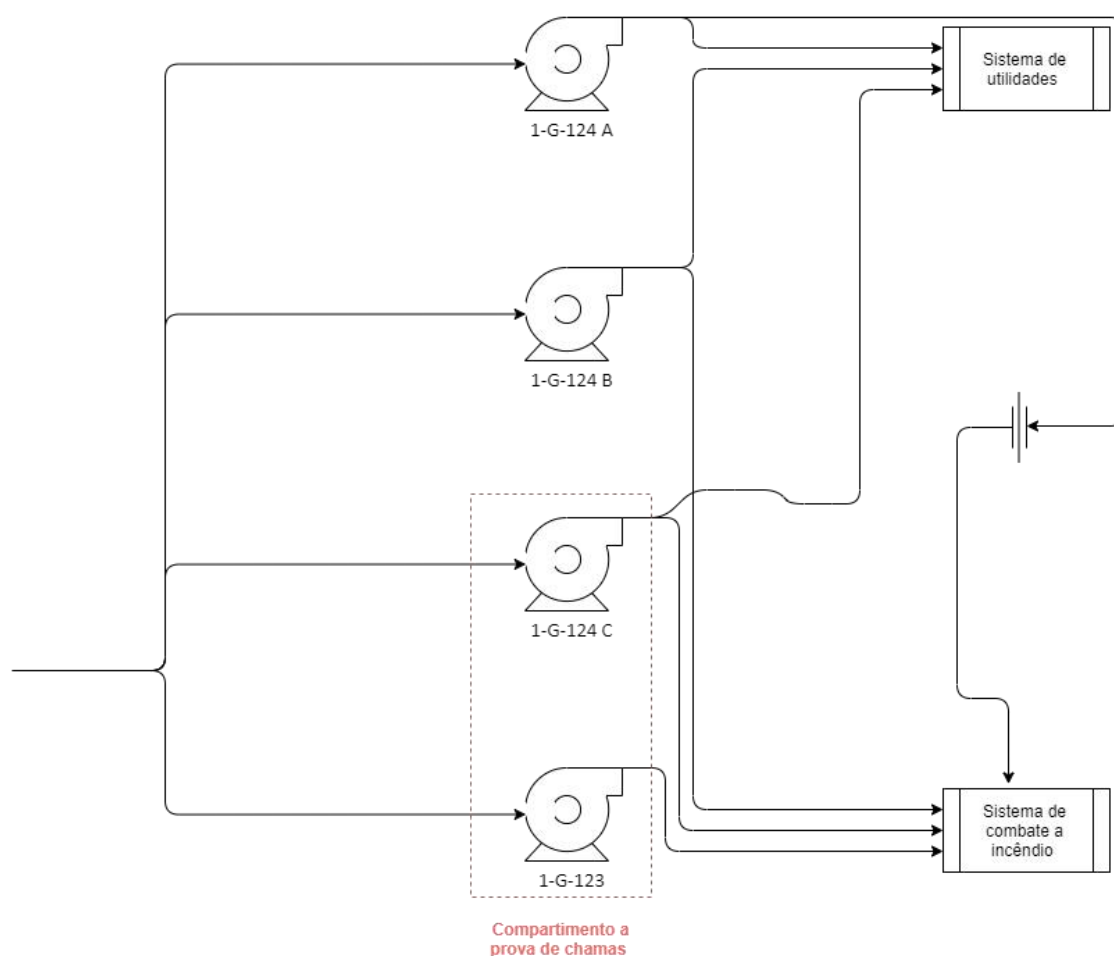 Sistema de
utilidades
1-G-124 A
1-G-124 B
1-G-124 C
Sistema de
combate a
incêndio
1-G-123
Compartimento a
prova de chamas